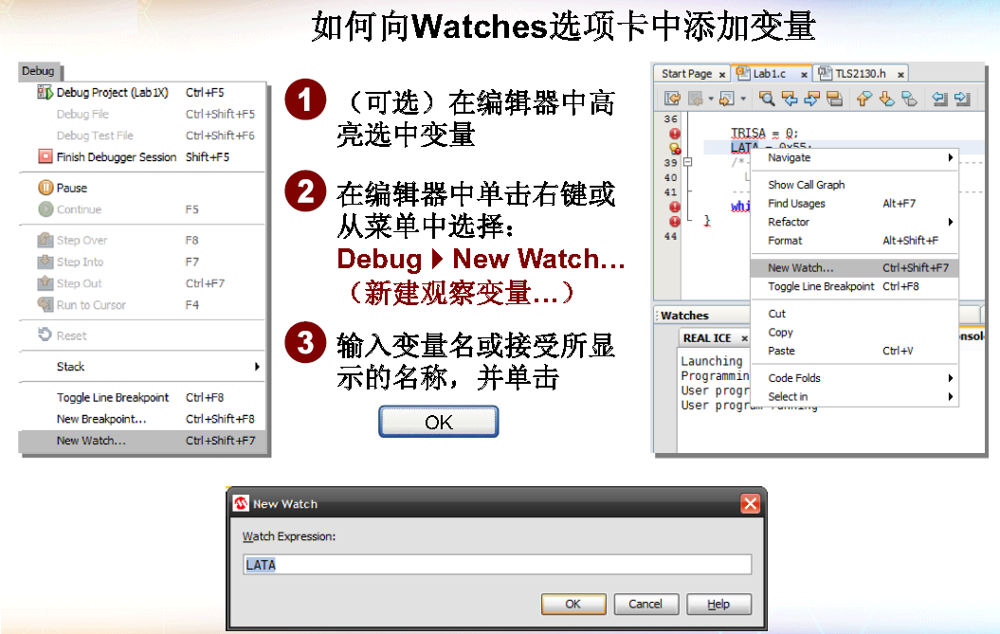 如何向Watches选项卡中添加变量
Debug
Debug Project (Lab 1X) Ctrl+F5
Debug File Ctrl+Shift+F5
Debug Test File Ctrl+Shift+F6
Finish Debugger Session Shift+F5
Pause
Continue F5
Step Over F8
Step Into F7
Step Out Ctrl+F7
Run to Cursor F4
Reset
Stack
Toggle Line Breakpoint Ctrl+F8
New Breakpoint... Ctrl+Shift+F8
New Watch... Ctrl+Shift+F7
1 （可选）在编辑器中高
亮选中变量
2 在编辑器中单击右键或
从菜单中选择：
Debug New Watch...
（新建观察变量...）
3 输入变量名或接受所显
示的名称，并单击
OK
Start Page x Lab1.c x TLS2130.h x
36
TRISA = 0;
LATA = 0x55;
39 /*-
40 L
41
whi
}
44
Navigate
Show Call Graph
Find Usages Alt+F7
Refactor
Format Alt+Shift+F
New Watch... Ctrl+Shift+F7
Toggle Line Breakpoint Ctrl+F8
Cut
Copy
Paste Ctrl+V
Code Folds
Select in
Watches
REAL ICE x
onsol
Launching
Programmin
User progr
User program running
New Watch
Watch Expression:
LATA
OK Cancel Help